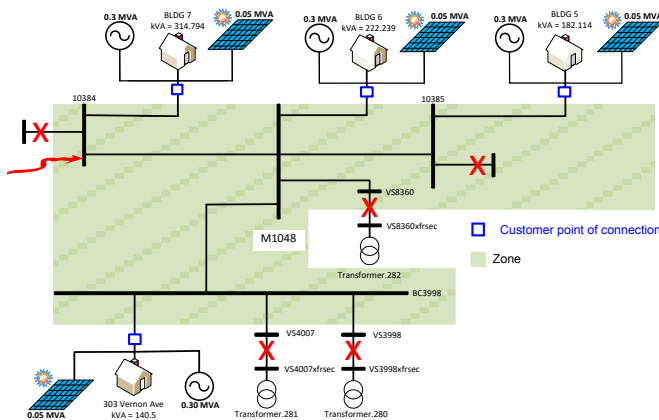 0.3 MVA
BLDG 7
kVA = 314.794
0.05 MVA
0.3 MVA
BLDG 6
kVA = 222.239
0.05 MVA
0.3 MVA
BLDG 5
kVA = 182.114
0.05 MVA
10384
10385
VS8360
M1048
VS8360xfrsec
Transformer.282
Customer point of connection
Zone
BC3998
VS4007
VS3998
VS4007xfrsec
VS3998xfrsec
0.05 MVA
303 Vernon Ave
kVA = 140.5
0.30 MVA
Transformer.281
Transformer.280